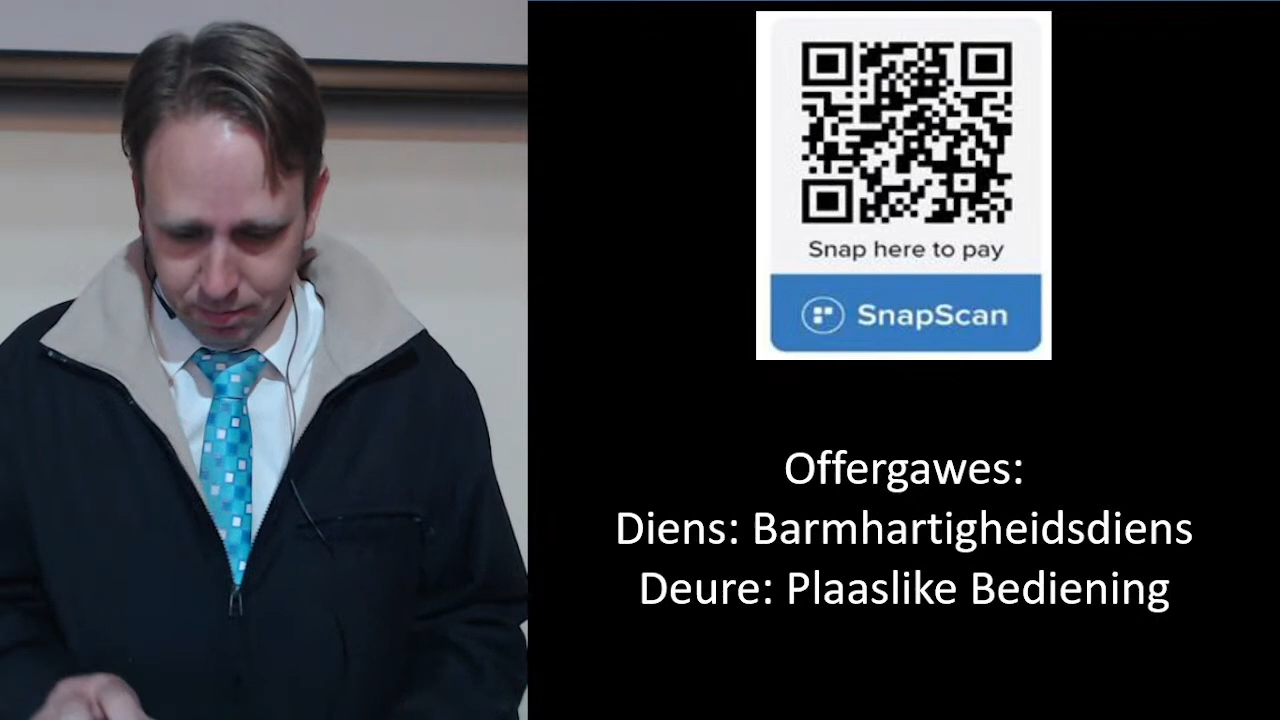 Snap here to pay
SnapScan
Offergawes:
Diens: Barmhartigheidsdiens
Deure: Plaaslike Bediening